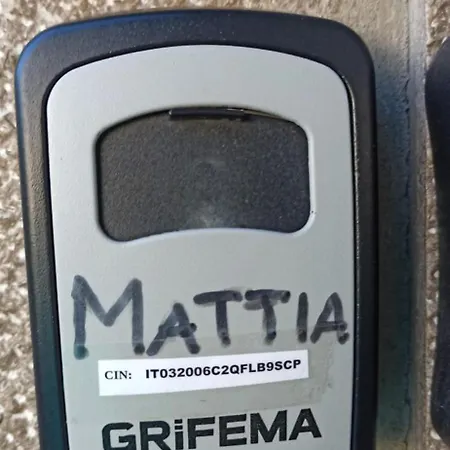 MATTIA
CIN: IT032006C2QFLB9SCP
GRiFEMA